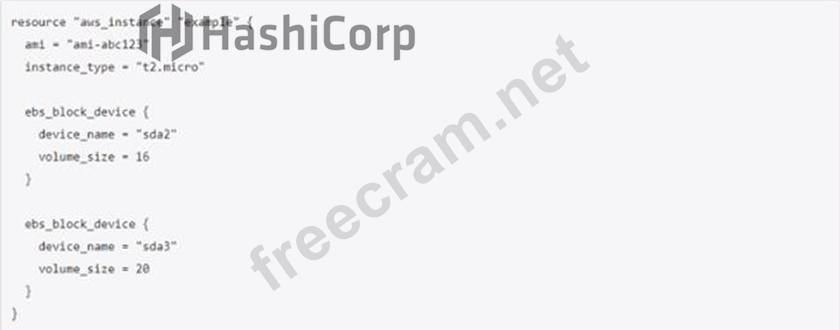 resource "aws_instance" "example" {
HashiCorp
ami = "ami-abc123"
instance_type = "t2.micro"
ebs_block_device {
device_name = "sda2"
volume_size = 16
}
ebs_block_device {
device_name = "sda3"
volume_size = 20
}
}
freecram.net